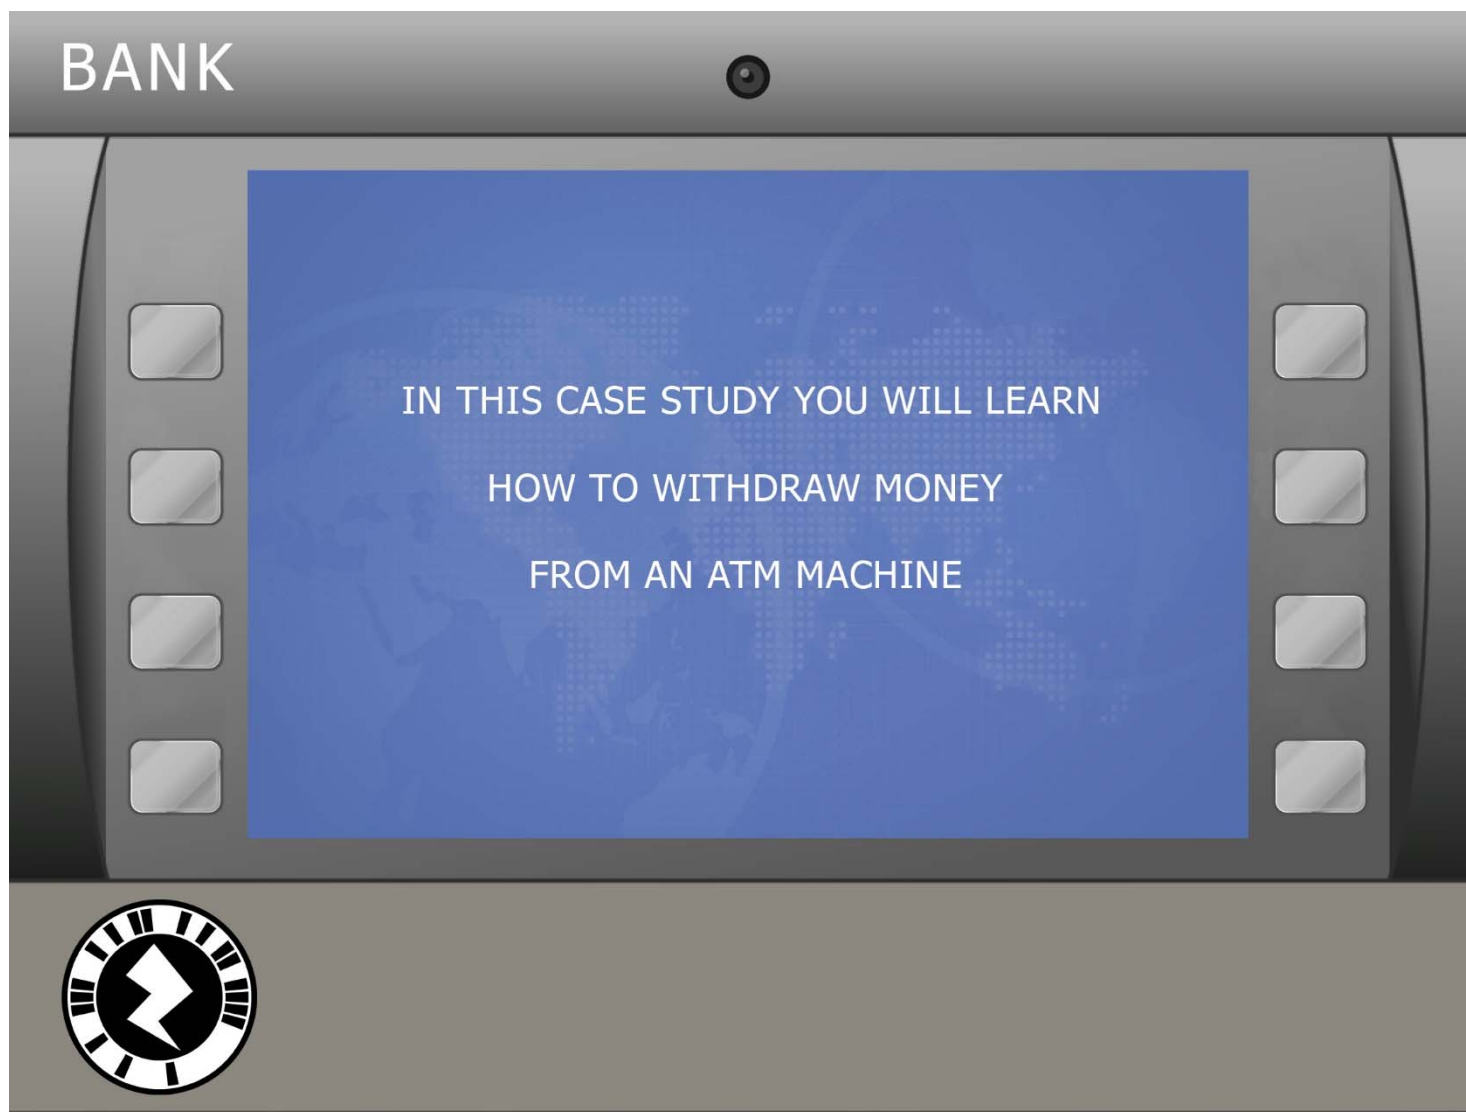 BANK
IN THIS CASE STUDY YOU WILL LEARN
HOW TO WITHDRAW MONEY
FROM AN ATM MACHINE